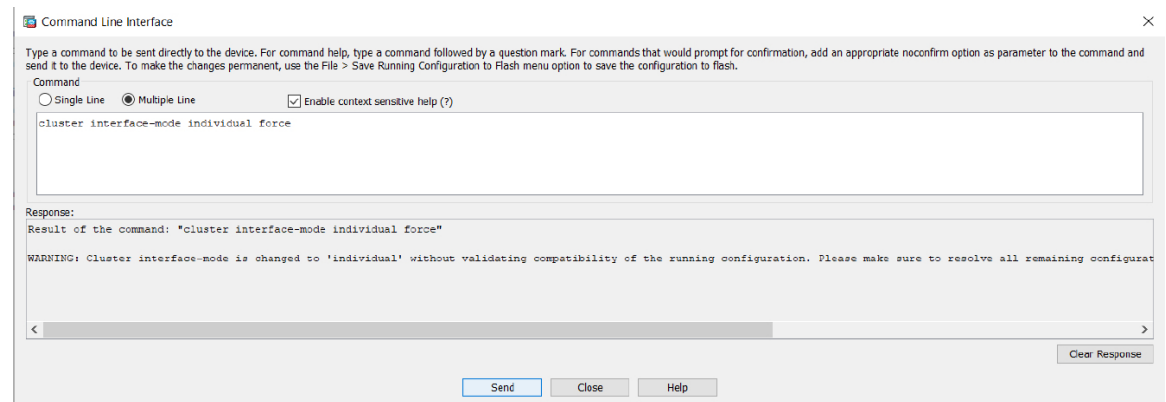 Command Line Interface
Type a command to be sent directly to the device. For command help, type a command followed by a question mark. For commands that would prompt for confirmation, add an appropriate noconfirm option as parameter to the command and
send it to the device. To make the changes permanent, use the File > Save Running Configuration to Flash menu option to save the configuration to flash.
Command
Single Line Multiple Line Enable context sensitive help (?)
cluster interface-mode individual force
Response:
Result of the command: "cluster interface-mode individual force"
WARNING: Cluster interface-mode is changed to 'individual' without validating compatibility of the running configuration. Please make sure to resolve all remaining configurat
Clear Response
Send Close Help